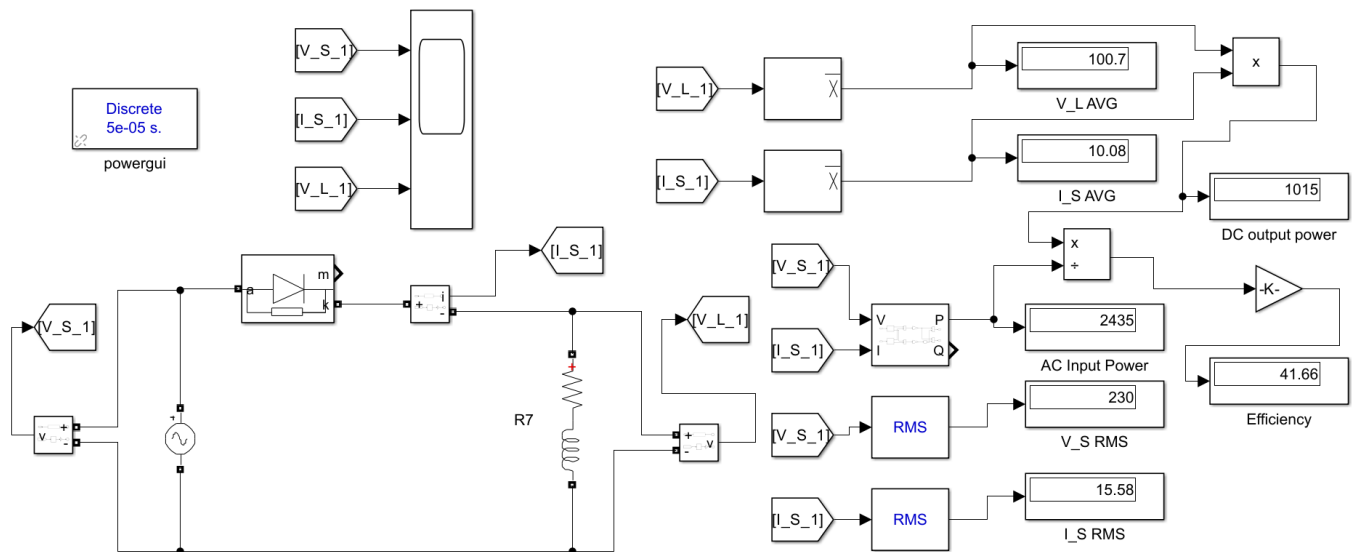 [V_S_1]
[I_S_1]
[V_L_1]
Discrete
5e-05 s.
powergui
[V_L_1]
X
100.7
V_L AVG
x
[I_S_1]
X
10.08
I_S AVG
1015
DC output power
[I_S_1]
m
a
k
i
+
-
[V_S_1]
[V_L_1]
v
+
-
R7
+
+
-
v
[V_S_1]
[I_S_1]
V
P
I
Q
x
÷
-K-
2435
AC Input Power
41.66
Efficiency
[V_S_1]
RMS
230
V_S RMS
[I_S_1]
RMS
15.58
I_S RMS